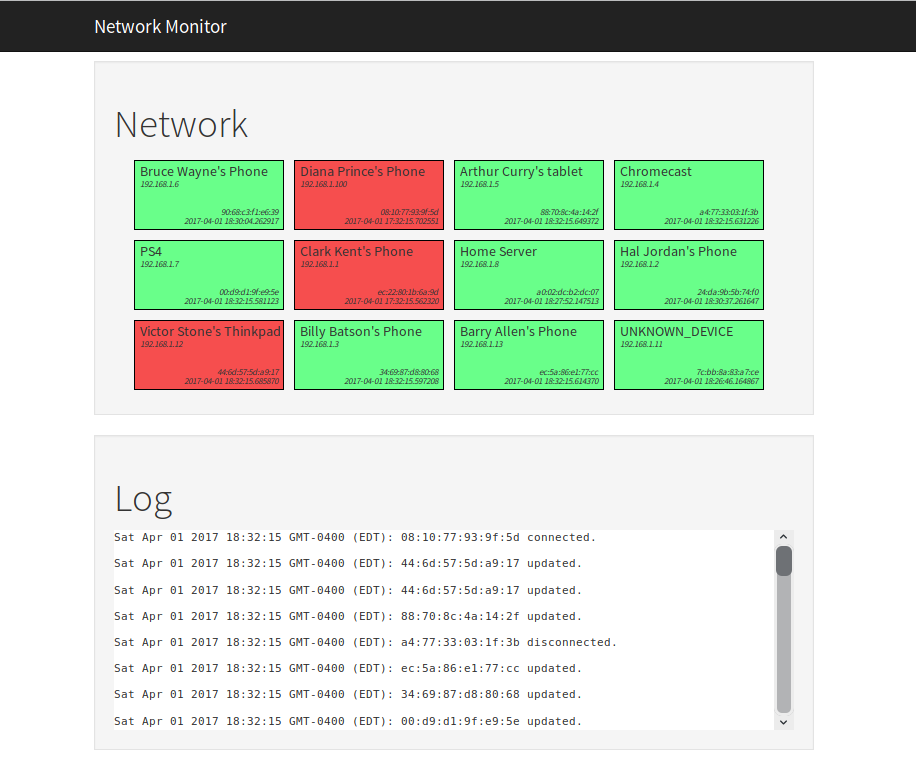 Network Monitor
Network
Bruce Wayne's Phone
192.168.1.6
90:68:c3:f1:e6:39
2017-04-01 18:30:04.262917
Diana Prince's Phone
192.168.1.100
08:10:77:93:9f:5d
2017-04-01 17:32:15.702551
Arthur Curry's tablet
192.168.1.5
88:70:8c:4a:14:2f
2017-04-01 18:32:15.649372
Chromecast
192.168.1.4
a4:77:33:03:1f:3b
2017-04-01 18:32:15.631226
PS4
192.168.1.7
00:d9:d1:9f:e9:5e
2017-04-01 18:32:15.581123
Clark Kent's Phone
192.168.1.1
ec:22:80:1b:6a:9d
2017-04-01 17:32:15.562320
Home Server
192.168.1.8
a0:02:dc:b2:dc:07
2017-04-01 18:27:52.147513
Hal Jordan's Phone
192.168.1.2
24:da:9b:5b:74:f0
2017-04-01 18:30:37.261647
Victor Stone's Thinkpad
192.168.1.12
44:6d:57:5d:a9:17
2017-04-01 18:32:15.685870
Billy Batson's Phone
192.168.1.3
34:69:87:d8:80:68
2017-04-01 18:32:15.597208
Barry Allen's Phone
192.168.1.13
ec:5a:86:e1:77:cc
2017-04-01 18:32:15.614370
UNKNOWN_DEVICE
192.168.1.11
7c:bb:8a:83:a7:ce
2017-04-01 18:26:46.164867
Log
Sat Apr 01 2017 18:32:15 GMT-0400 (EDT): 08:10:77:93:9f:5d connected.
Sat Apr 01 2017 18:32:15 GMT-0400 (EDT): 44:6d:57:5d:a9:17 updated.
Sat Apr 01 2017 18:32:15 GMT-0400 (EDT): 44:6d:57:5d:a9:17 updated.
Sat Apr 01 2017 18:32:15 GMT-0400 (EDT): 88:70:8c:4a:14:2f updated.
Sat Apr 01 2017 18:32:15 GMT-0400 (EDT): a4:77:33:03:1f:3b disconnected.
Sat Apr 01 2017 18:32:15 GMT-0400 (EDT): ec:5a:86:e1:77:cc updated.
Sat Apr 01 2017 18:32:15 GMT-0400 (EDT): 34:69:87:d8:80:68 updated.
Sat Apr 01 2017 18:32:15 GMT-0400 (EDT): 00:d9:d1:9f:e9:5e updated.